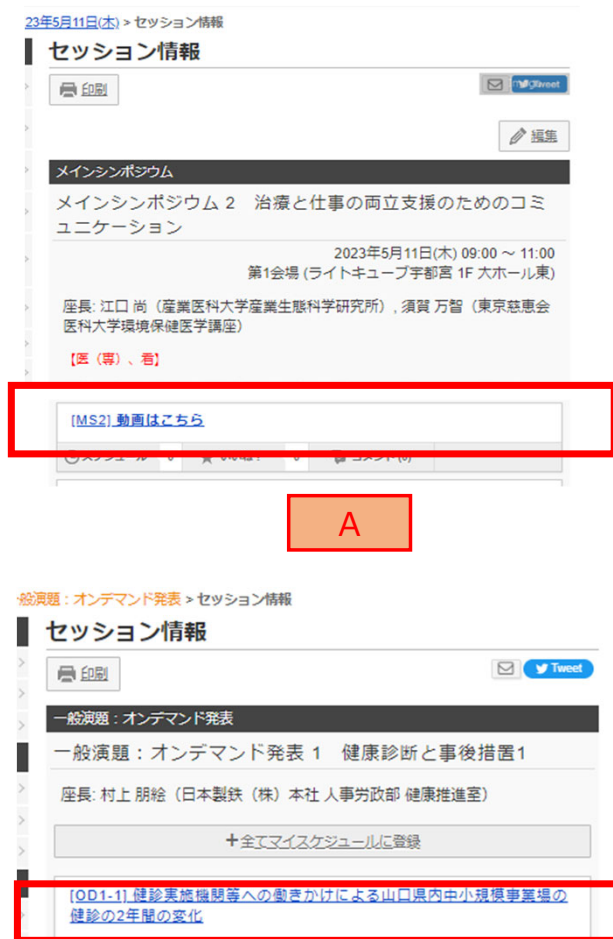 23年5月11日(木) > セッション情報
セッション情報
印刷
編集
メインシンポジウム
メインシンポジウム 2　治療と仕事の両立支援のためのコミ
ュニケーション
2023年5月11日(木) 09:00 ～ 11:00
第1会場 (ライトキューブ宇都宮 1F 大ホール東)
座長: 江口 尚（産業医科大学産業生態科学研究所）, 須賀 万智（東京慈恵会
医科大学環境保健医学講座）
【医（専）、看】
[MS2] 動画はこちら
A
般演題：オンデマンド発表 > セッション情報
セッション情報
印刷
Tweet
一般演題：オンデマンド発表
一般演題：オンデマンド発表 1　健康診断と事後措置1
座長: 村上 朋絵（日本製鉄（株）本社 人事労政部 健康推進室）
+全てマイスケジュールに登録
[OD1-1] 健診実施機関等への働きかけによる山口県内中小規模事業場の
健診の2年間の変化